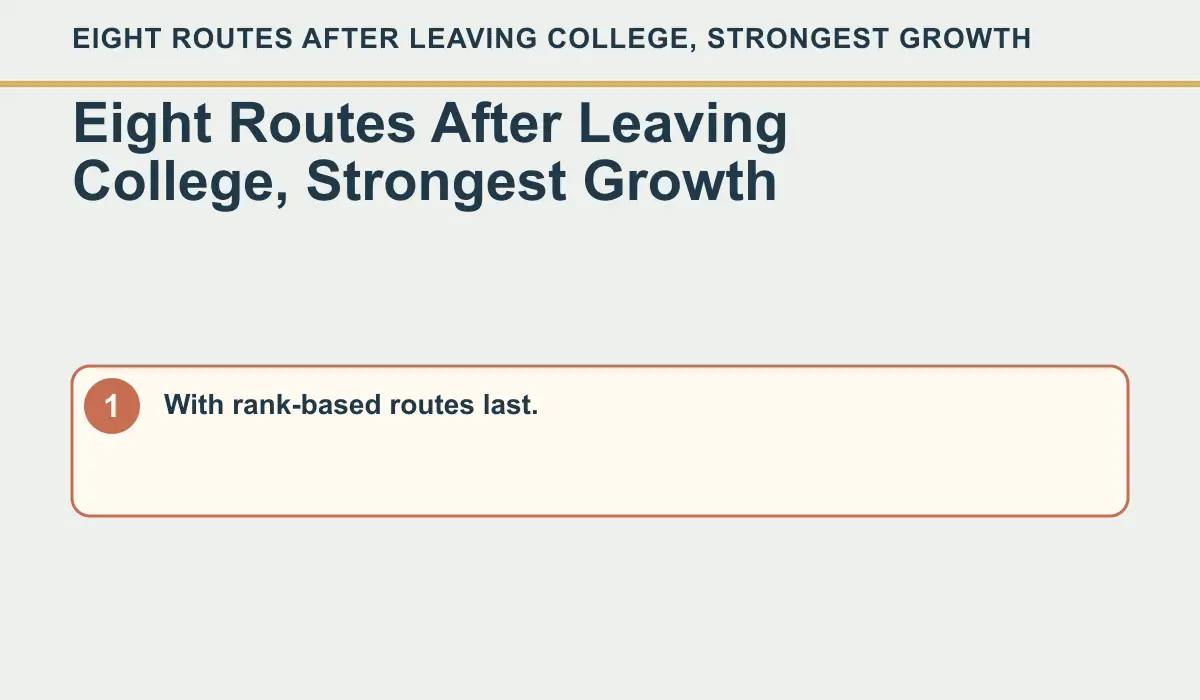 EIGHT ROUTES AFTER LEAVING COLLEGE, STRONGEST GROWTH
Eight Routes After Leaving
College, Strongest Growth
1
With rank-based routes last.